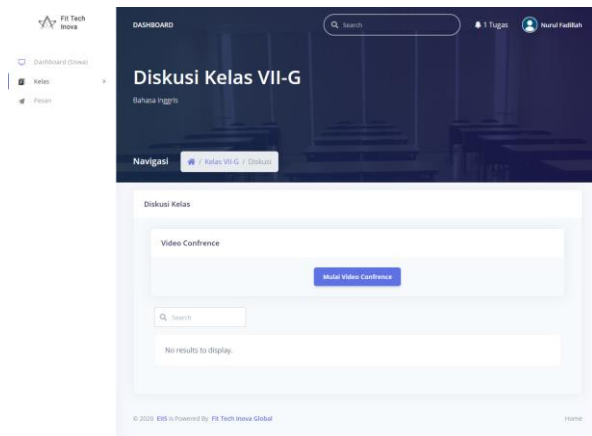 Fit Tech
Inova
DASHBOARD
Search
1 Tugas
Nurul Fadillah
Dashboard (Siswa)
Kelas
Pesan
Diskusi Kelas VII-G
Bahasa Inggris
Navigasi
/ Kelas VII-G / Diskusi
Diskusi Kelas
Video Confrence
Mulai Video Confrence
Search
No results to display.
© 2020 EIIS is Powered By Fit Tech Inova Global
Home